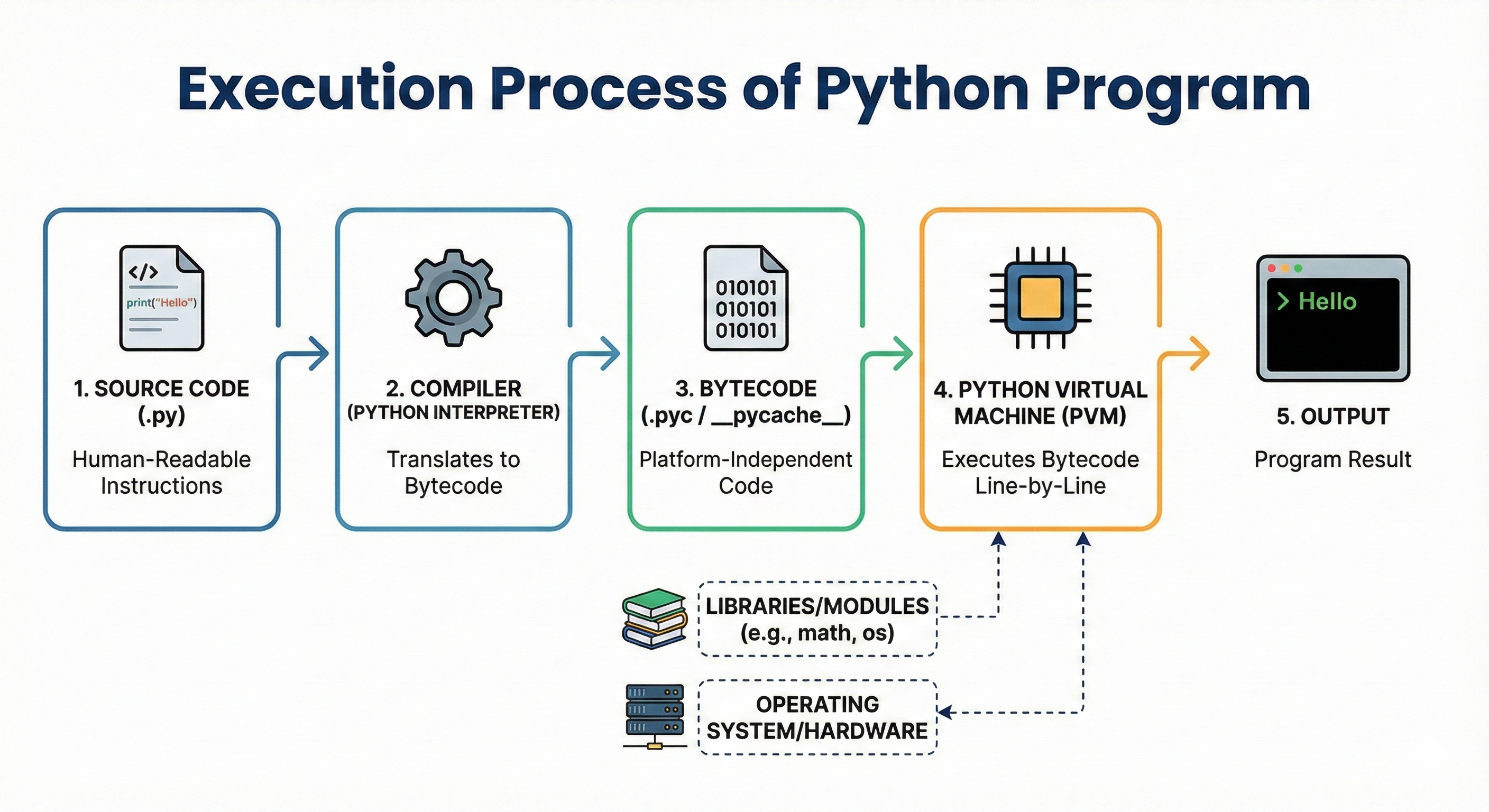 Execution Process of Python Program
</>
print("Hello")
1. SOURCE CODE
(.py)
Human-Readable
Instructions
2. COMPILER
(PYTHON INTERPRETER)
Translates to
Bytecode
010101
010101
010101
3. BYTECODE
(.pyc / __pycache__)
Platform-Independent
Code
4. PYTHON VIRTUAL
MACHINE (PVM)
Executes Bytecode
Line-by-Line
> Hello
5. OUTPUT
Program Result
LIBRARIES/MODULES
(e.g., math, os)
OPERATING
SYSTEM/HARDWARE